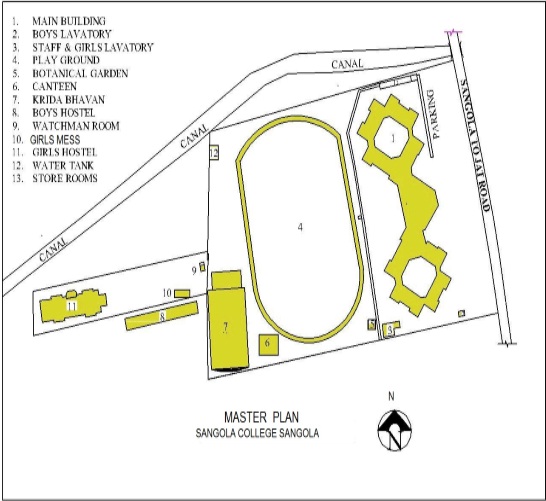 1. MAIN BUILDING
2. BOYS LAVATORY
3. STAFF & GIRLS LAVATORY
4. PLAY GROUND
5. BOTANICAL GARDEN
6. CANTEEN
7. KRIDA BHAVAN
8. BOYS HOSTEL
9. WATCHMAN ROOM
10. GIRLS MESS
11. GIRLS HOSTEL
12. WATER TANK
13. STORE ROOMS
CANAL
CANAL
CANAL
PARKING
SANGOLA TO JAT ROAD
1
12
4
9
10
11
8
7
6
3
MASTER PLAN
SANGOLA COLLEGE SANGOLA
N